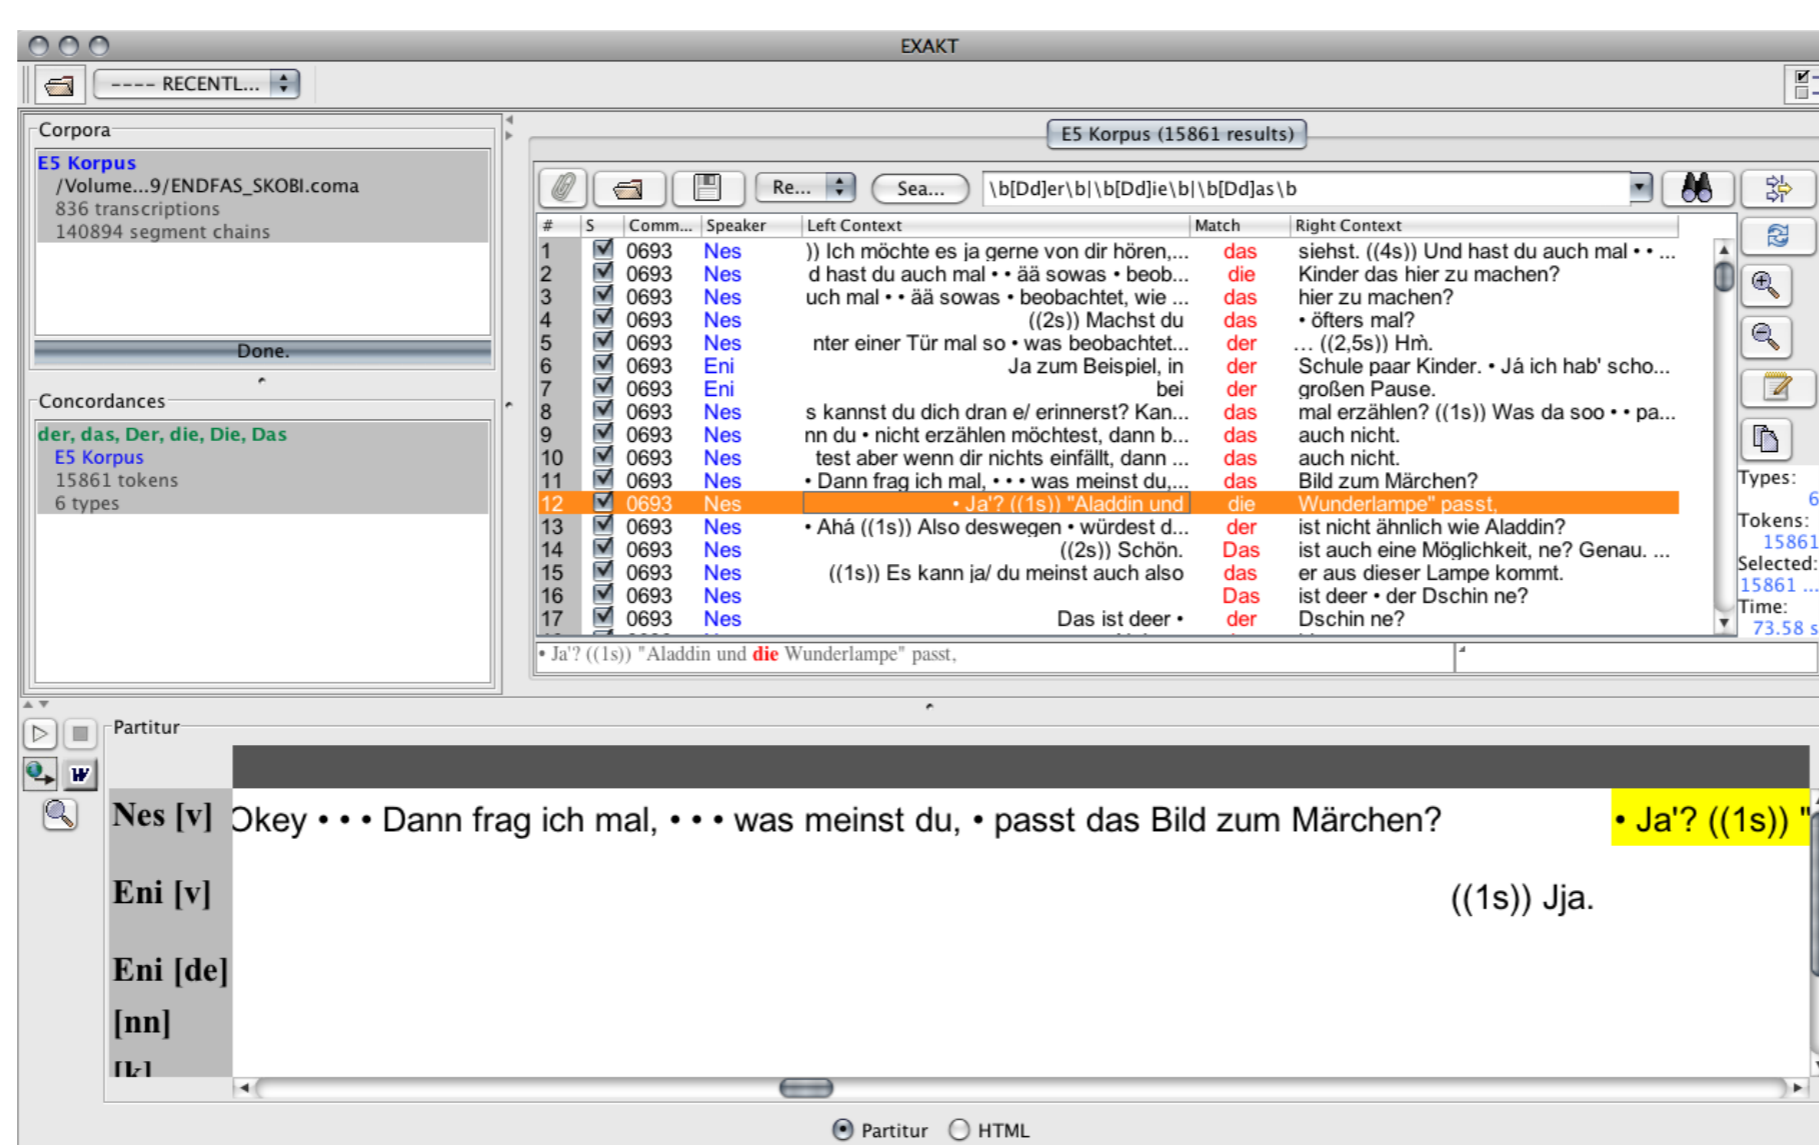 EXAKT
---- RECENTL...
Corpora
E5 Korpus
/Volume...9/ENDFAS_SKOBI.coma
836 transcriptions
140894 segment chains
Done.
Concordances
der, das, Der, die, Die, Das
E5 Korpus
15861 tokens
6 types
E5 Korpus (15861 results)
Re... Sea... \b[Dd]er\b|\b[Dd]ie\b|\b[Dd]as\b
# S Comm... Speaker Left Context Match Right Context
1 0693 Nes )) Ich möchte es ja gerne von dir hören,... das siehst. ((4s)) Und hast du auch mal • • ...
2 0693 Nes d hast du auch mal • • ää sowas • beob... die Kinder das hier zu machen?
3 0693 Nes uch mal • • ää sowas • beobachtet, wie ... das hier zu machen?
4 0693 Nes ((2s)) Machst du das • öfters mal?
5 0693 Nes nter einer Tür mal so • was beobachtet... der … ((2,5s)) Hm̀.
6 0693 Eni Ja zum Beispiel, in der Schule paar Kinder. • Já ich hab' scho...
7 0693 Eni bei der großen Pause.
8 0693 Nes s kannst du dich dran e/ erinnerst? Kan... das mal erzählen? ((1s)) Was da soo • • pa...
9 0693 Nes nn du • nicht erzählen möchtest, dann b... das auch nicht.
10 0693 Nes test aber wenn dir nichts einfällt, dann ... das auch nicht.
11 0693 Nes • Dann frag ich mal, • • • was meinst du,... das Bild zum Märchen?
12 0693 Nes • Ja'? ((1s)) "Aladdin und die Wunderlampe" passt,
13 0693 Nes • Ahá ((1s)) Also deswegen • würdest d... der ist nicht ähnlich wie Aladdin?
14 0693 Nes ((2s)) Schön. Das ist auch eine Möglichkeit, ne? Genau. ...
15 0693 Nes ((1s)) Es kann ja/ du meinst auch also das er aus dieser Lampe kommt.
16 0693 Nes Das ist deer • der Dschin ne?
17 0693 Nes Das ist deer • der Dschin ne?
• Ja'? ((1s)) "Aladdin und die Wunderlampe" passt,
Types:
6
Tokens:
15861
Selected:
15861 ...
Time:
73.58 s
Partitur
Nes [v] Okey • • • Dann frag ich mal, • • • was meinst du, • passt das Bild zum Märchen? • Ja'? ((1s)) "
Eni [v] ((1s)) Jja.
Eni [de]
[nn]
[k]
Partitur HTML